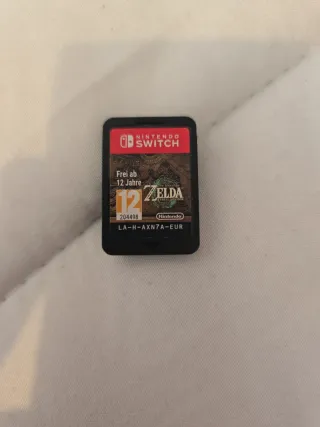 NINTENDO
SWITCH
Frei ab
12 Jahre
12
ZELDA
Nintendo
LA-H-AXN7A-EUR